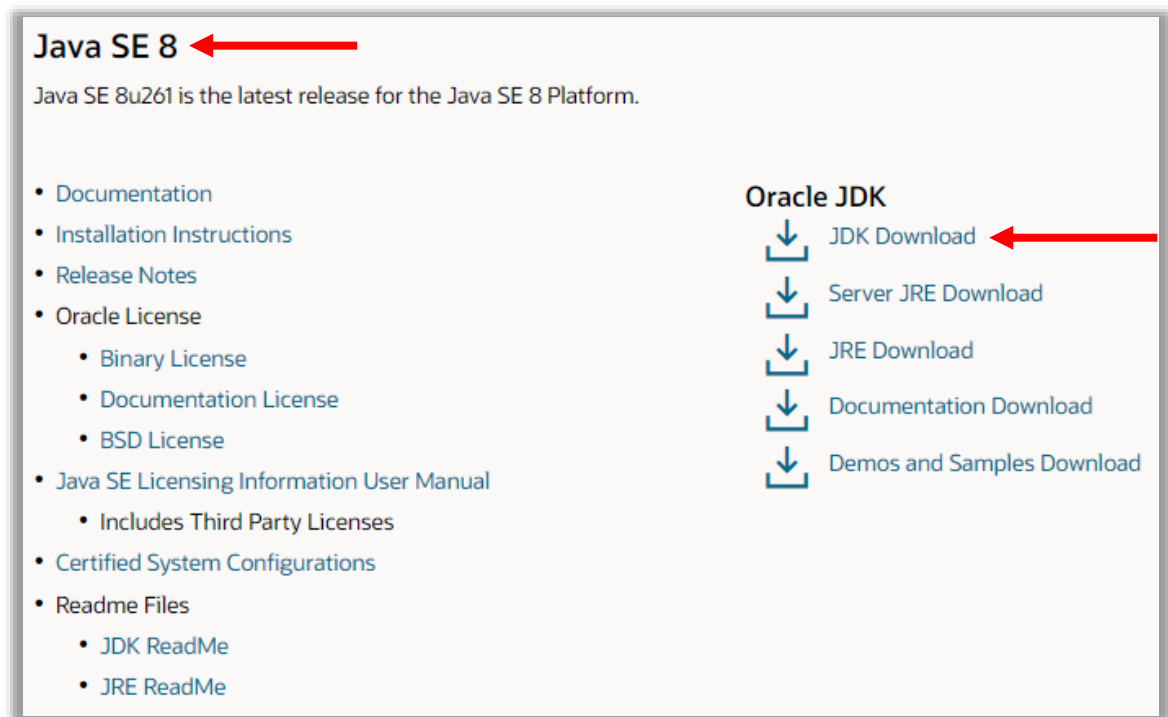 Java SE 8
Java SE 8u261 is the latest release for the Java SE 8 Platform.
• Documentation
• Installation Instructions
• Release Notes
• Oracle License
• Binary License
• Documentation License
• BSD License
• Java SE Licensing Information User Manual
• Includes Third Party Licenses
• Certified System Configurations
• Readme Files
• JDK ReadMe
• JRE ReadMe
Oracle JDK
JDK Download
Server JRE Download
JRE Download
Documentation Download
Demos and Samples Download